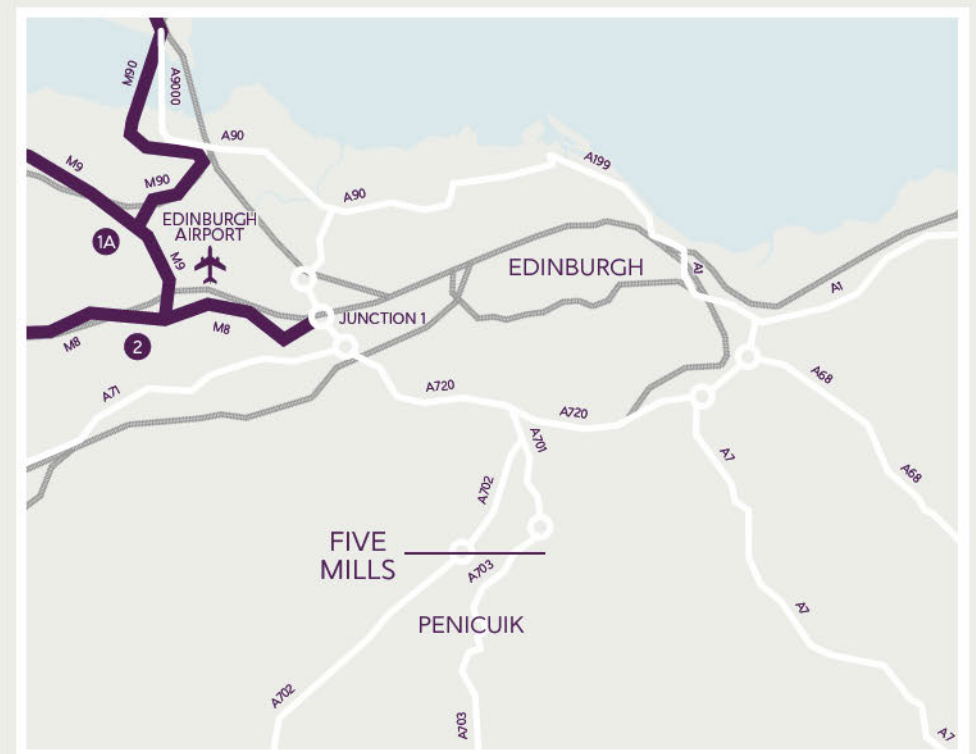 M90
A9000
A90
M9
M90
A90
A199
EDINBURGH
AIRPORT
1A
M9
EDINBURGH
A1
A1
M8
JUNCTION 1
M8
2
A71
A720
A68
A720
A701
A7
A68
A702
FIVE
MILLS
A703
A7
PENICUIK
A702
A703
A7